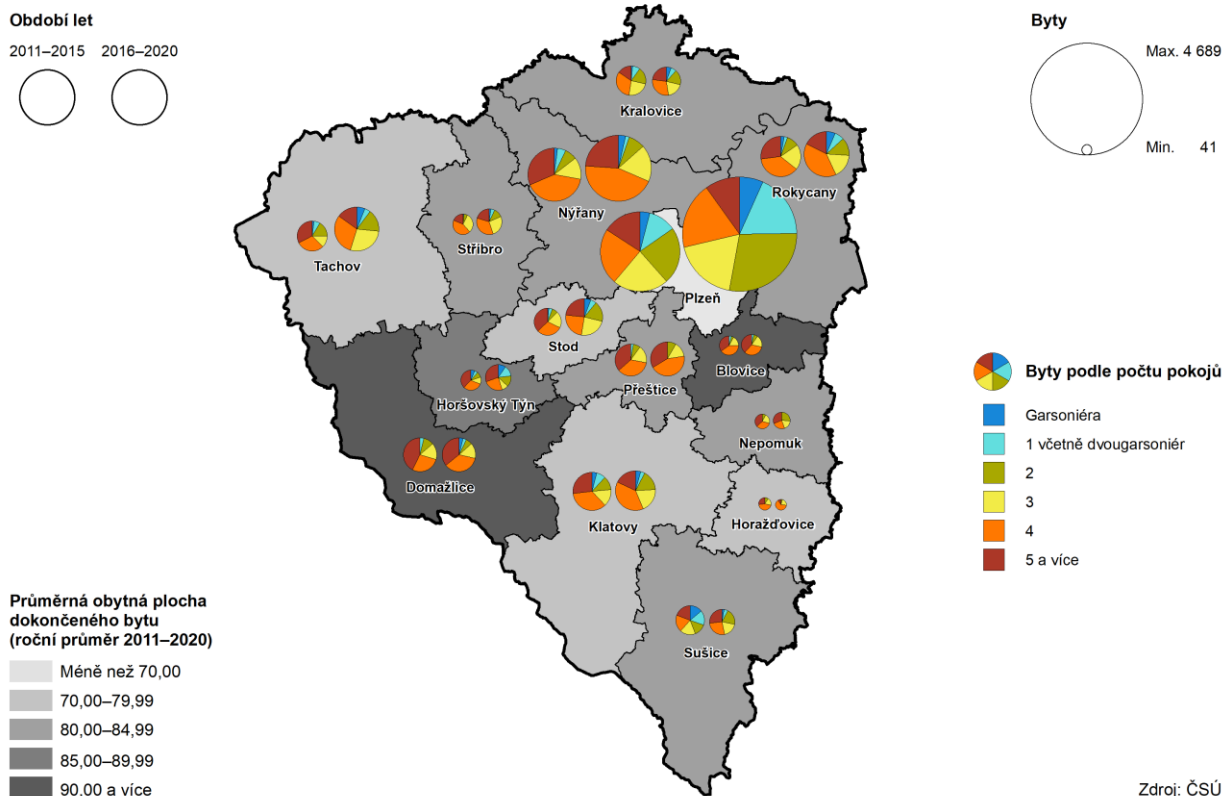 Období let
2011–2015 2016–2020
Byty
Max. 4 689
Min. 41
Kralovice
Rokycany
Nýřany
Stříbro
Tachov
Plzeň
Stod
Blovice
Přeštice
Horšovský Týn
Nepomuk
Domažlice
Klatovy
Horažďovice
Sušice
Byty podle počtu pokojů
Garsoniéra
1 včetně dvougarsoniér
2
3
4
5 a více
Průměrná obytná plocha
dokončeného bytu
(roční průměr 2011–2020)
Méně než 70,00
70,00–79,99
80,00–84,99
85,00–89,99
90,00 a více
Zdroj: ČSÚ